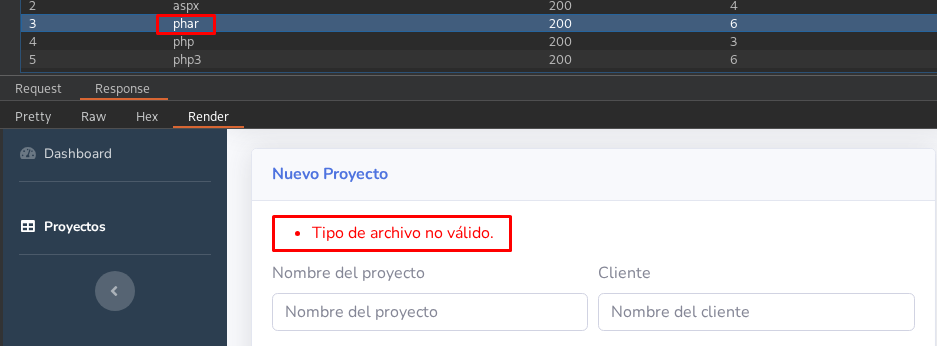 2 aspx 200 4
3 phar 200 6
4 php 200 3
5 php3 200 6
Request Response
Pretty Raw Hex Render
Dashboard
Nuevo Proyecto
Tipo de archivo no válido.
Proyectos
Nombre del proyecto Cliente
Nombre del proyecto Nombre del cliente